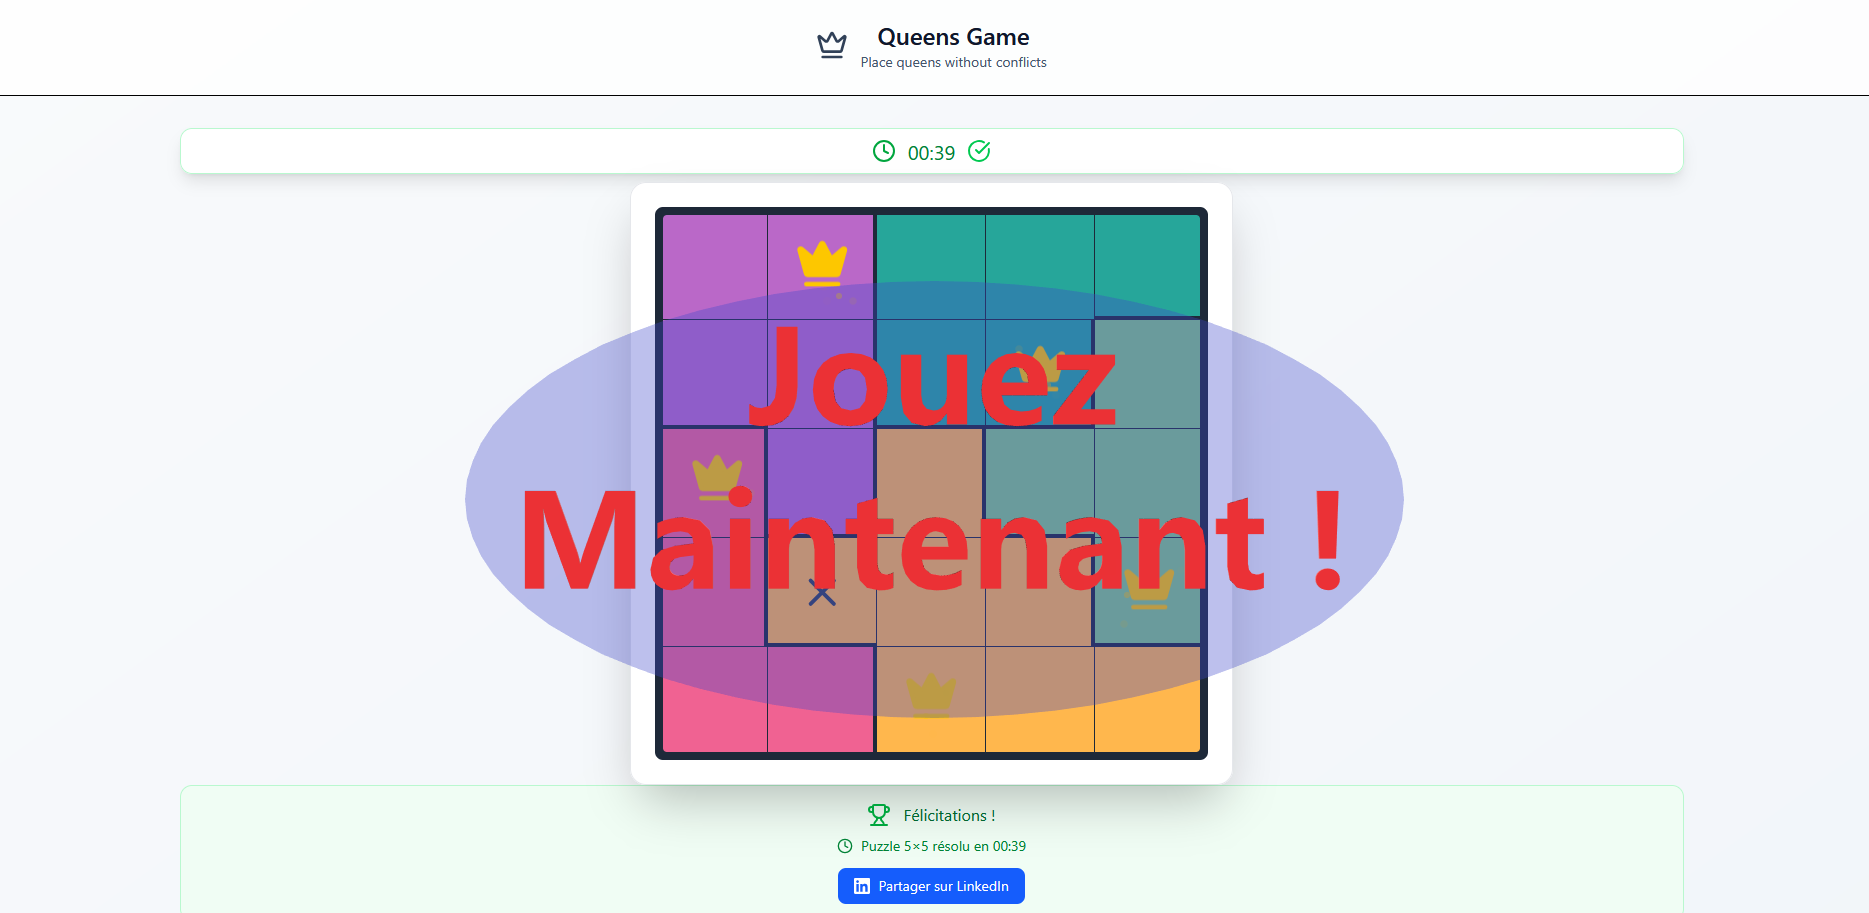 Queens Game
Place queens without conflicts
00:39
Jouez
Maintenant !
Félicitations !
Puzzle 5×5 résolu en 00:39
Partager sur LinkedIn